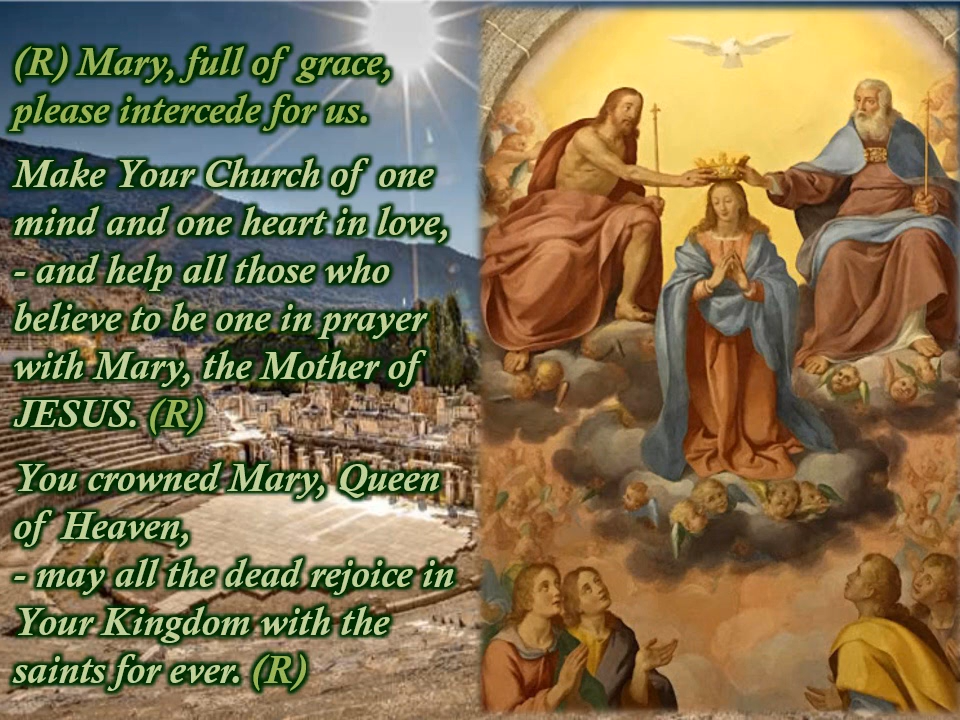 (R) Mary, full of grace,
please intercede for us.
Make Your Church of one
mind and one heart in love,
- and help all those who
believe to be one in prayer
with Mary, the Mother of
JESUS. (R)
You crowned Mary, Queen
of Heaven,
- may all the dead rejoice in
Your Kingdom with the
saints for ever. (R)